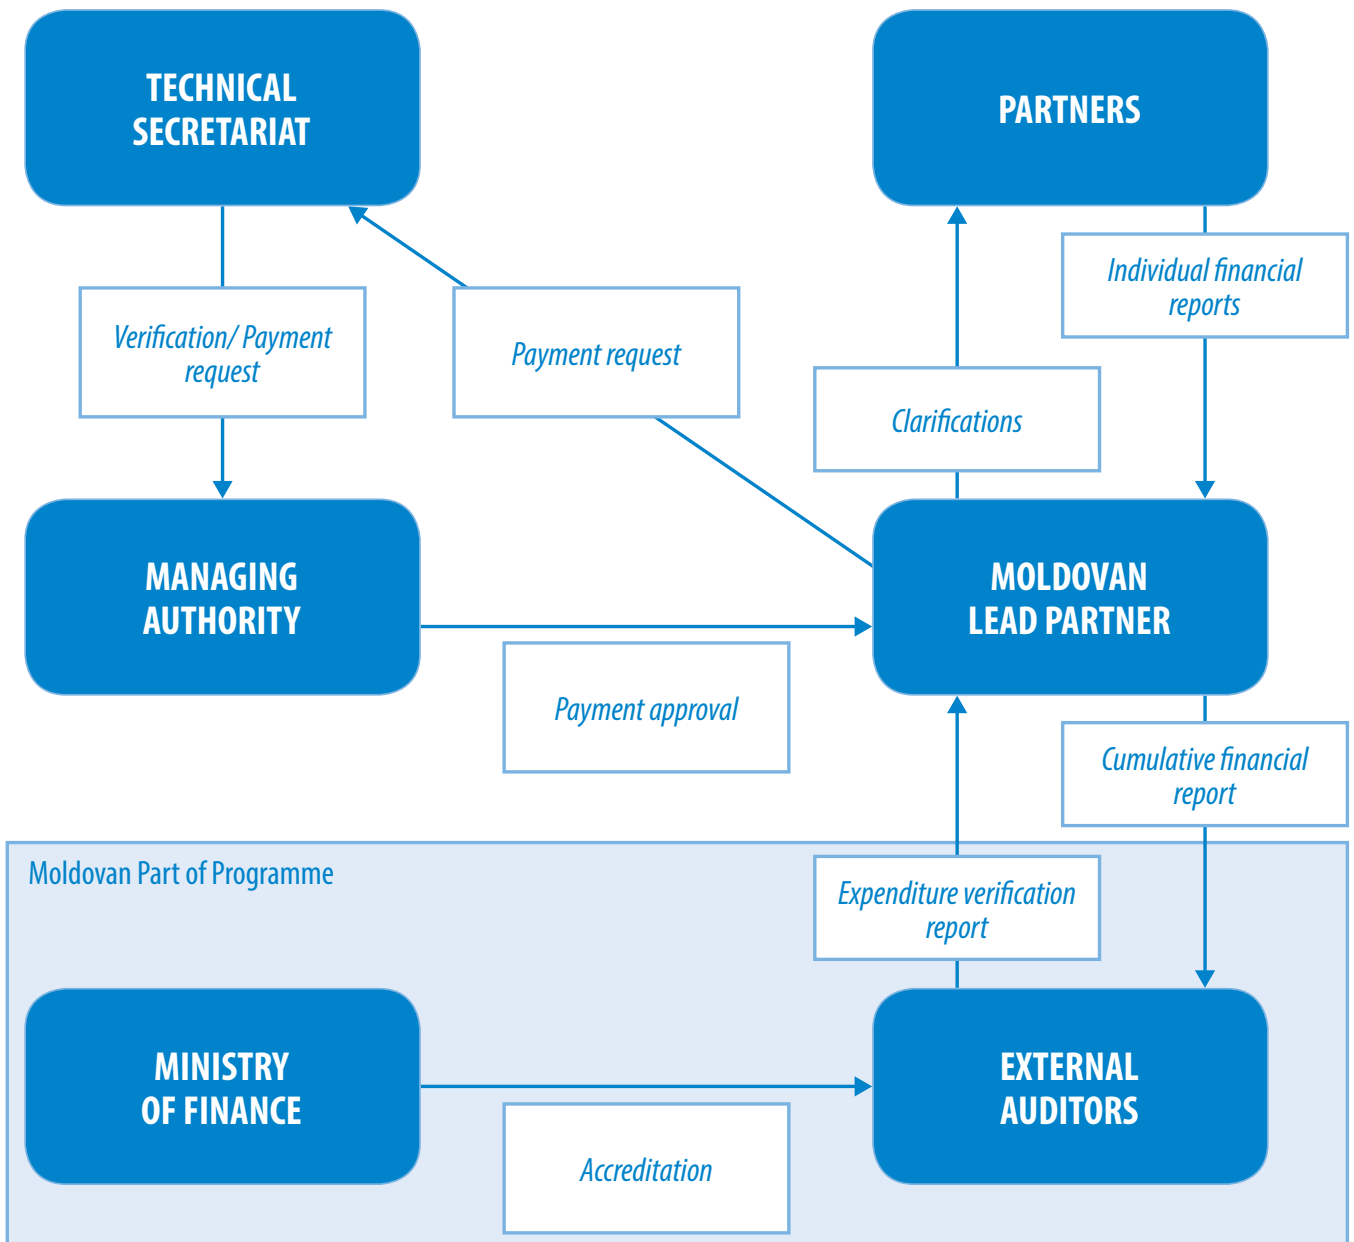 TECHNICAL
SECRETARIAT
PARTNERS
Individual financial
reports
Verification/ Payment
request
Payment request
Clarifications
MANAGING
AUTHORITY
MOLDOVAN
LEAD PARTNER
Payment approval
Cumulative financial
report
Moldovan Part of Programme
Expenditure verification
report
MINISTRY
OF FINANCE
EXTERNAL
AUDITORS
Accreditation